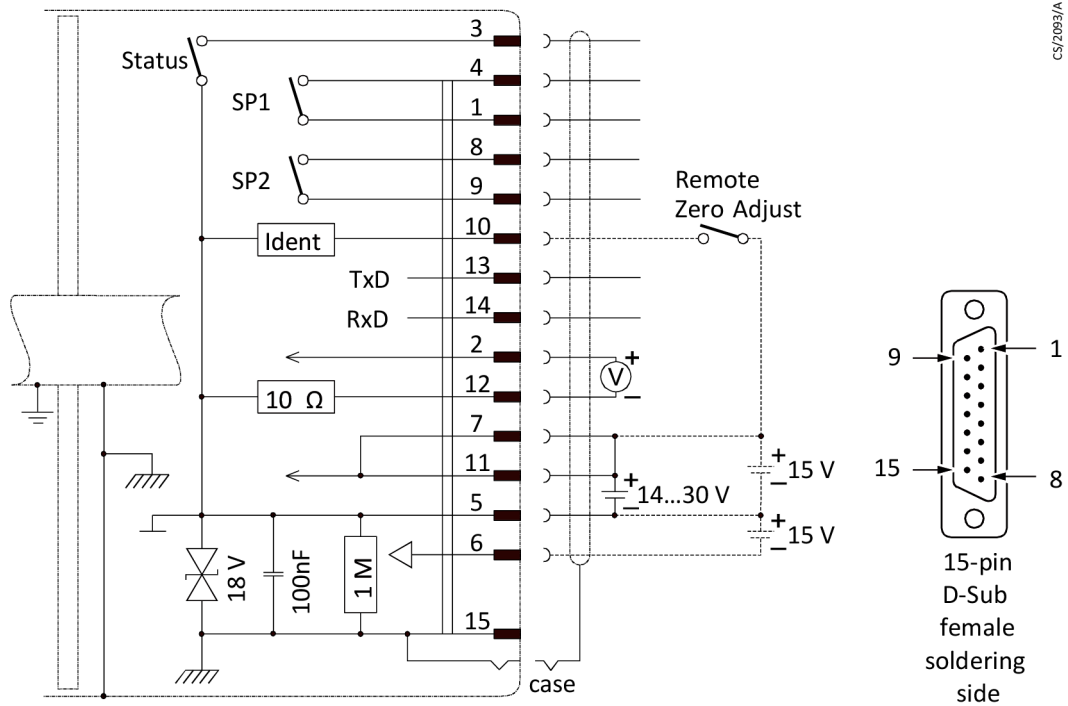 CS/2093/A
3
Status
4
SP1
1
8
SP2
9
Remote
Zero Adjust
10
Ident
TxD
13
RxD
14
2
+
V
10 Ω
12
−
7
11
+
14...30 V
−
+
15 V
−
5
6
+
15 V
−
18 V
100nF
1 M
15
case
9
1
15
8
15-pin
D-Sub
female
soldering
side